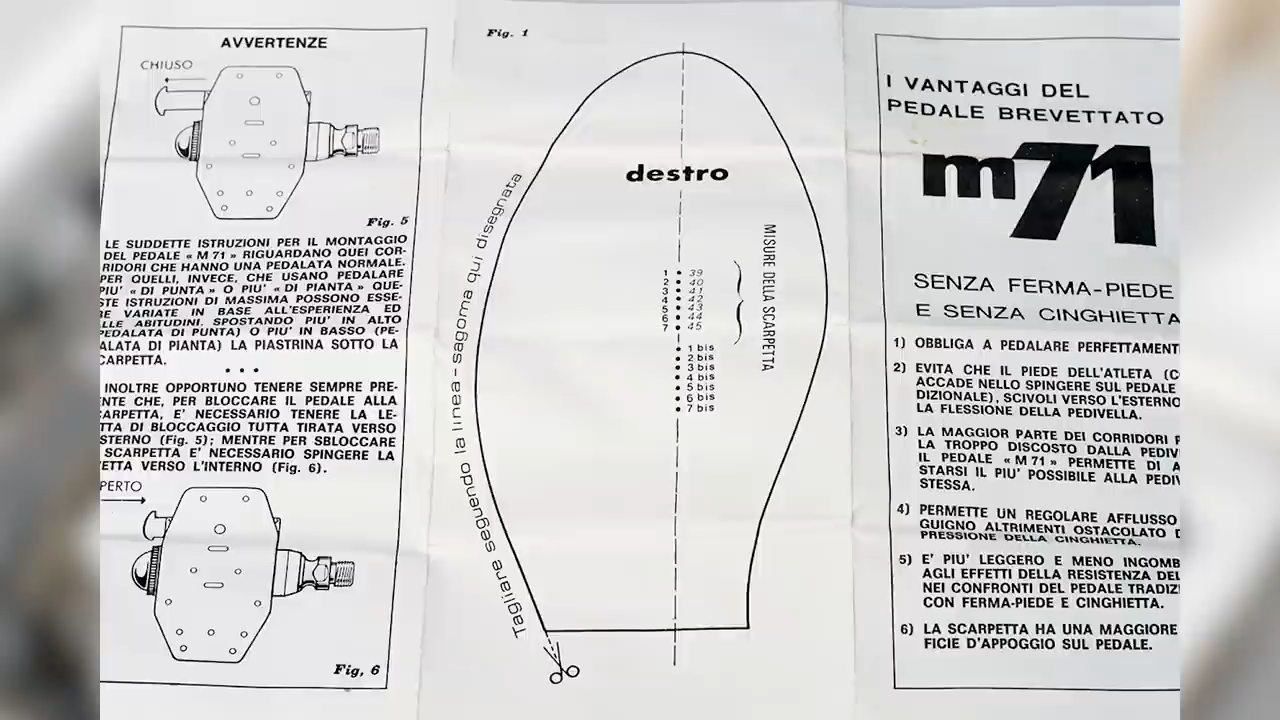 AVVERTENZE
CHIUSO
Fig. 5
LE SUDDETTE ISTRUZIONI PER IL MONTAGGIO
DEL PEDALE « M 71 » RIGUARDANO QUEI COR-
RIDORI CHE HANNO UNA PEDALATA NORMALE.
PER QUELLI, INVECE, CHE USANO PEDALARE
PIU' « DI PUNTA » O PIU' « DI PIANTA » QUE-
STE ISTRUZIONI DI MASSIMA POSSONO ESSE-
RE VARIATE IN BASE ALL'ESPERIENZA ED
LLE ABITUDINI. SPOSTANDO PIU' IN ALTO
PEDALATA DI PUNTA) O PIU' IN BASSO (PE-
ALATA DI PIANTA) LA PIASTRINA SOTTO LA
CARPETTA.
• • •
INOLTRE OPPORTUNO TENERE SEMPRE PRE-
NTE CHE, PER BLOCCARE IL PEDALE ALLA
CARPETTA, E' NECESSARIO TENERE LA LE-
TTA DI BLOCCAGGIO TUTTA TIRATA VERSO
STERNO (Fig. 5); MENTRE PER SBLOCCARE
SCARPETTA E' NECESSARIO SPINGERE LA
ETTA VERSO L'INTERNO (Fig. 6).
PERTO
Fig, 6
Fig. 1
destro
Tagliare seguendo la linea-sagoma qui disegnata
MISURE DELLA SCARPETTA
1 • 39
2 • 40
3 • 41
4 • 42
5 • 43
6 • 44
7 • 45
• 1 bis
• 2 bis
• 3 bis
• 4 bis
• 5 bis
• 6 bis
• 7 bis
I VANTAGGI DEL
PEDALE BREVETTATO
m71
SENZA FERMA-PIEDE
E SENZA CINGHIETTA
1) OBBLIGA A PEDALARE PERFETTAMENT
2) EVITA CHE IL PIEDE DELL'ATLETA (C
ACCADE NELLO SPINGERE SUL PEDALE
DIZIONALE), SCIVOLI VERSO L'ESTERNO
LA FLESSIONE DELLA PEDIVELLA.
3) LA MAGGIOR PARTE DEI CORRIDORI
LA TROPPO DISCOSTO DALLA PEDIV
IL PEDALE « M 71 » PERMETTE DI A
STARSI IL PIU' POSSIBILE ALLA PEDIV
STESSA.
4) PERMETTE UN REGOLARE AFFLUSSO
GUIGNO ALTRIMENTI OSTACOLATO D
PRESSIONE DELLA CINGHIETTA.
5) E' PIU' LEGGERO E MENO INGOMB
AGLI EFFETTI DELLA RESISTENZA DEL
NEI CONFRONTI DEL PEDALE TRADIZ
CON FERMA-PIEDE E CINGHIETTA.
6) LA SCARPETTA HA UNA MAGGIORE
FICIE D'APPOGGIO SUL PEDALE.